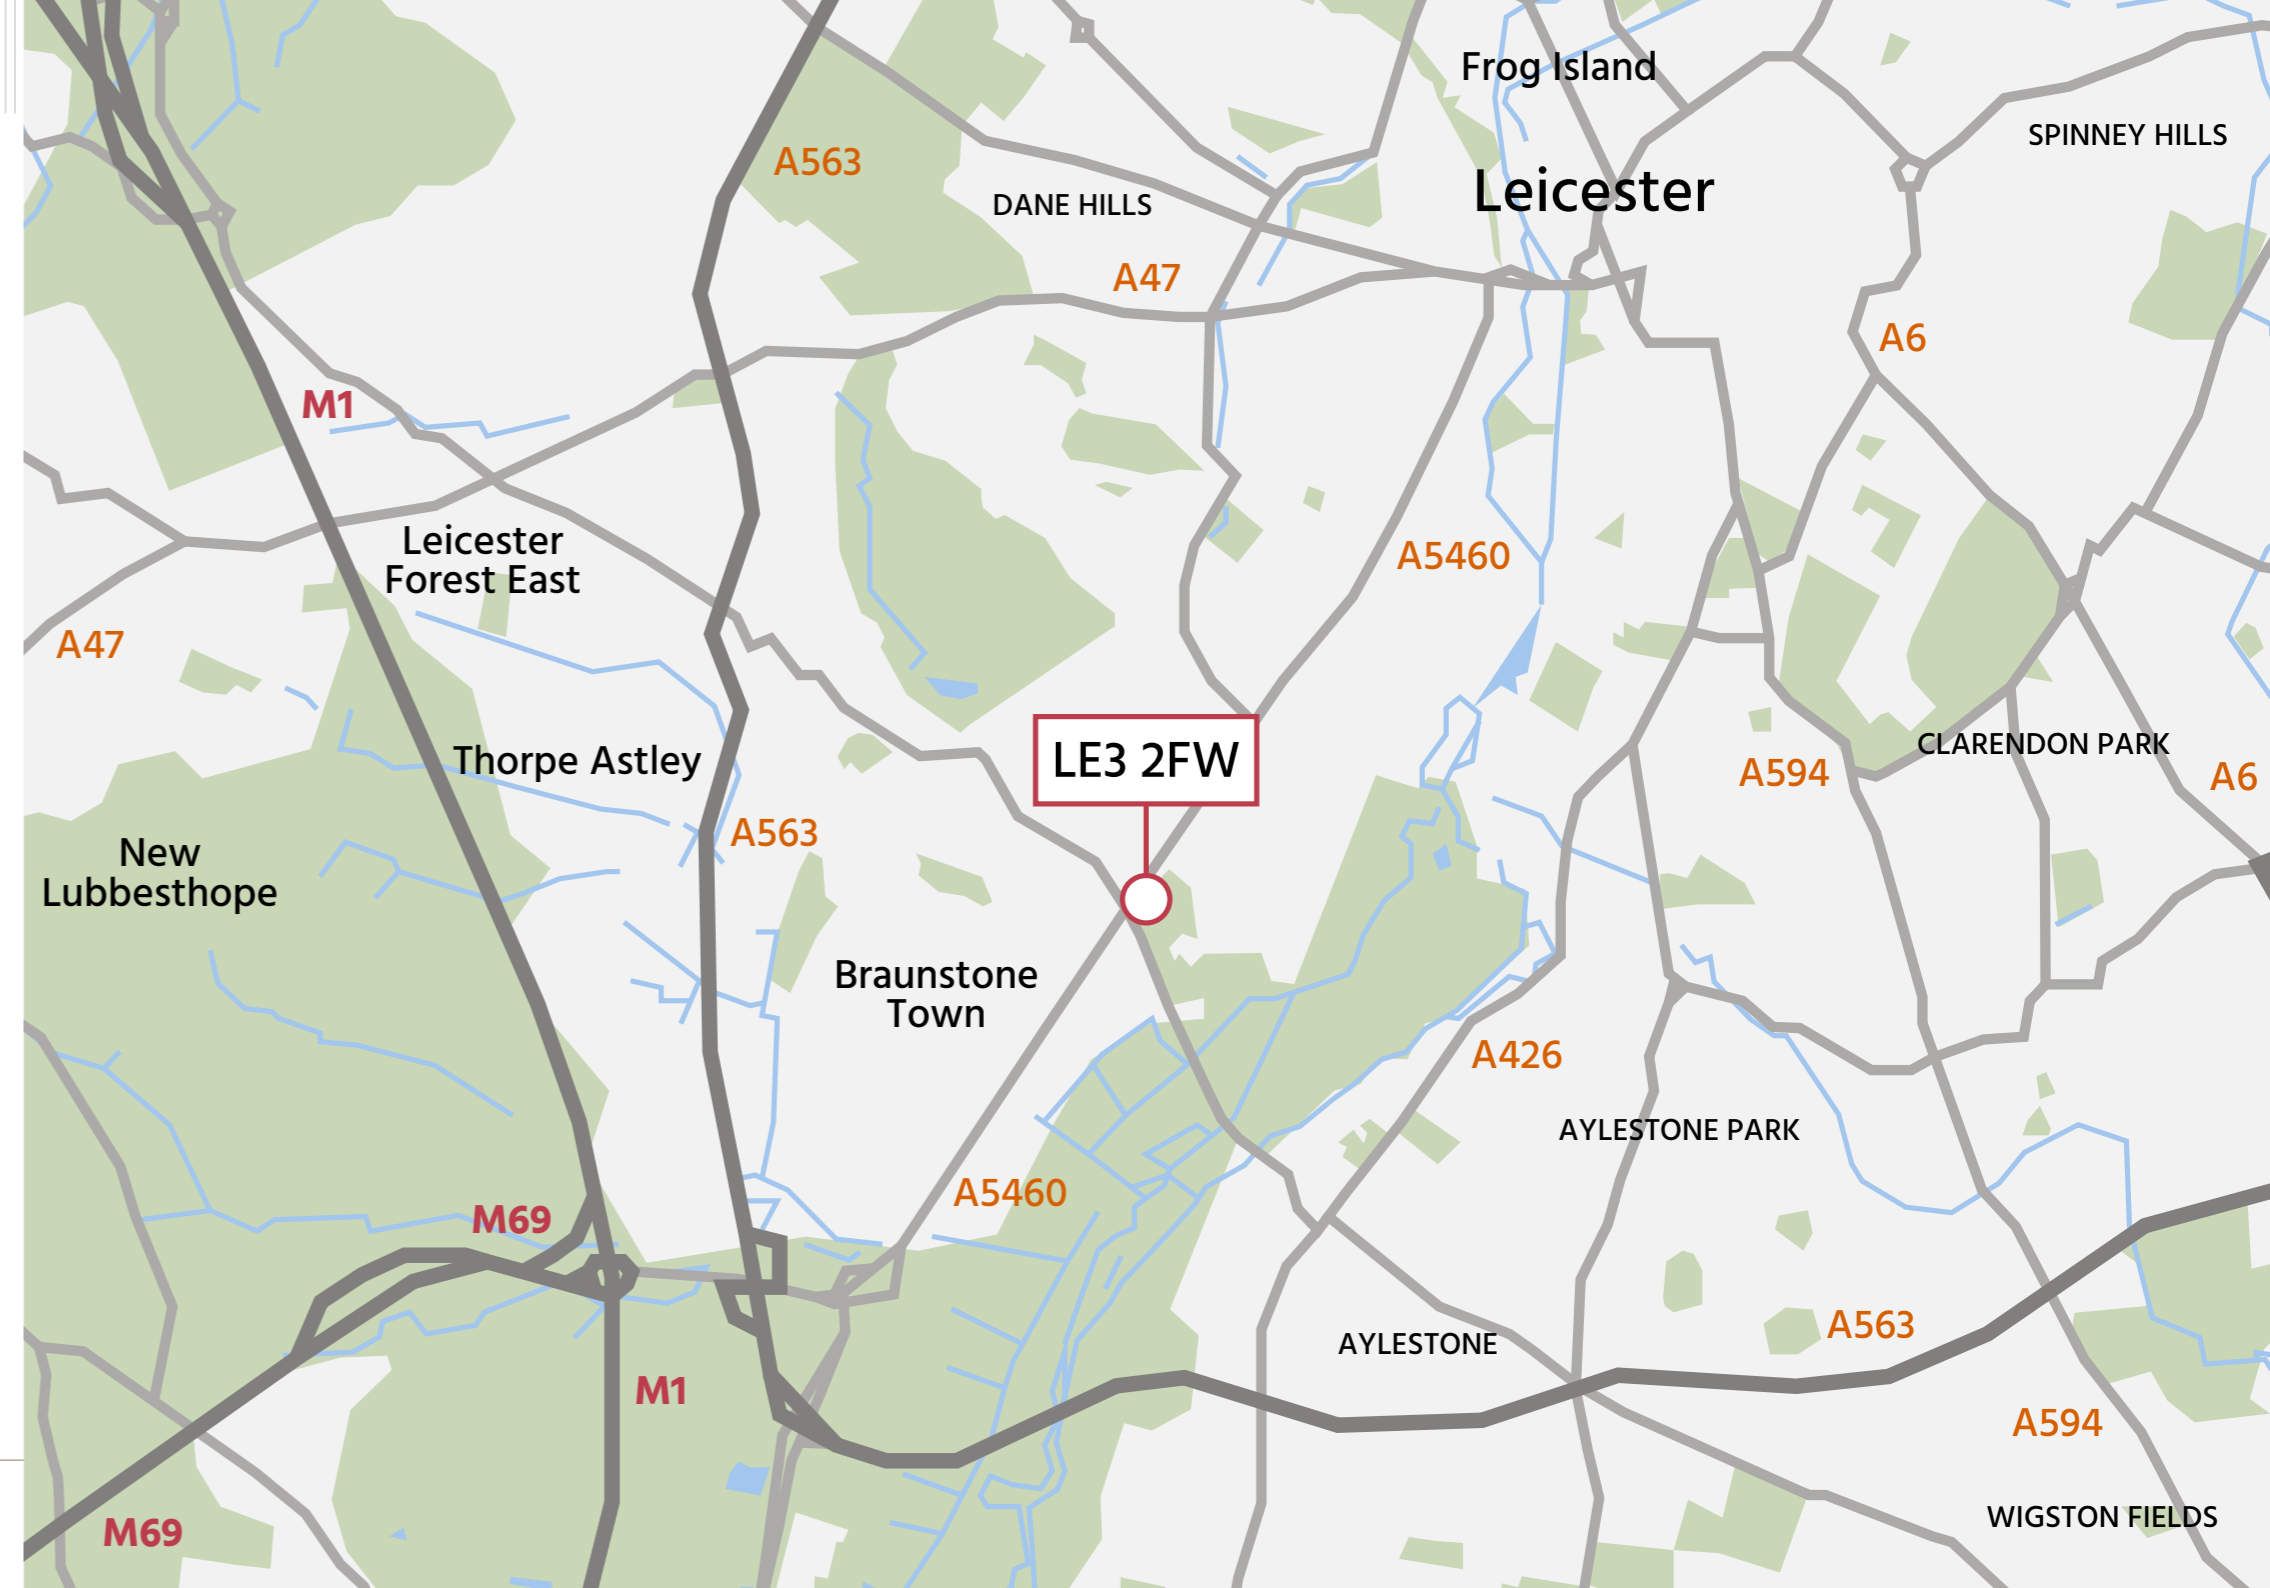 Frog Island
SPINNEY HILLS
A563
Leicester
DANE HILLS
A47
A6
M1
Leicester
Forest East
A5460
A47
CLARENDON PARK
Thorpe Astley
LE3 2FW
A594
A6
A563
New
Lubbesthope
Braunstone
Town
A426
AYLESTONE PARK
A5460
M69
A563
AYLESTONE
M1
A594
WIGSTON FIELDS
M69